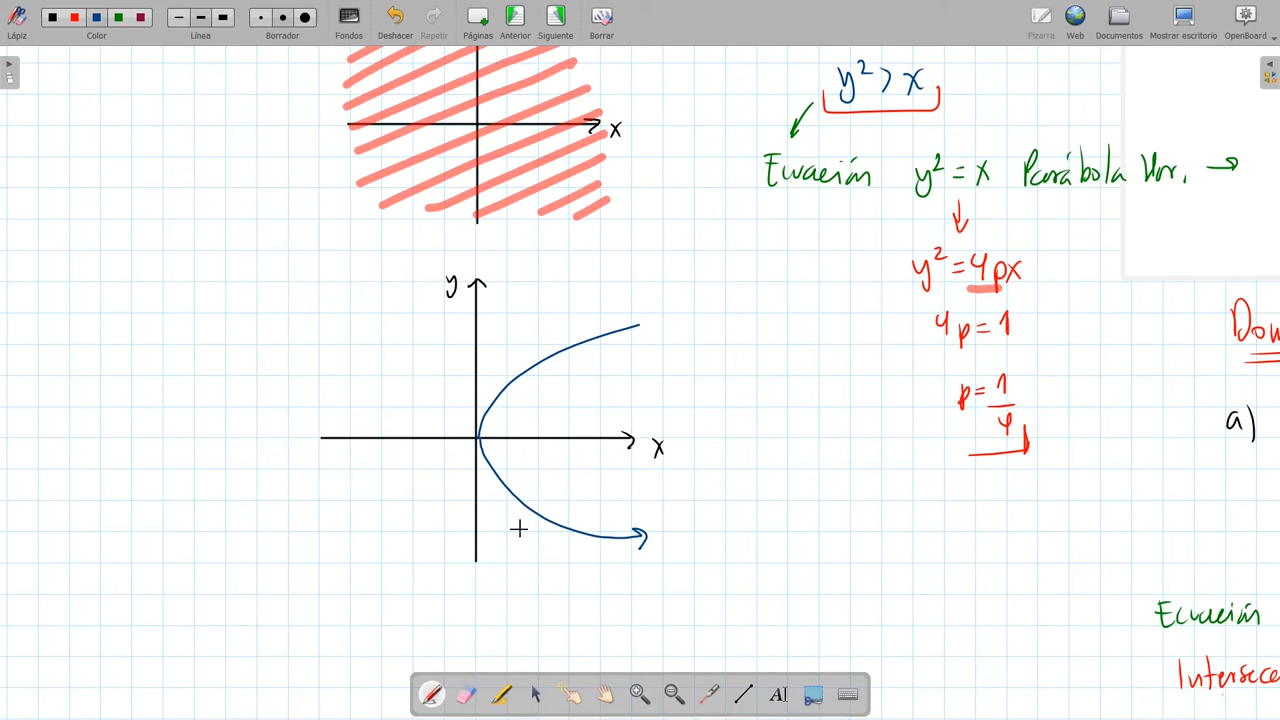 Lápiz Color Línea Borrador Fondos Deshacer Repetir Páginas Anterior Siguiente Borrar Pizarra Web Documentos Mostrar escritorio OpenBoard
y² > x
x
Ecuación y² = x Parábola Hor. →
y² = 4px
y
4p = 1
p = 1/4
x
a)
Ecuación